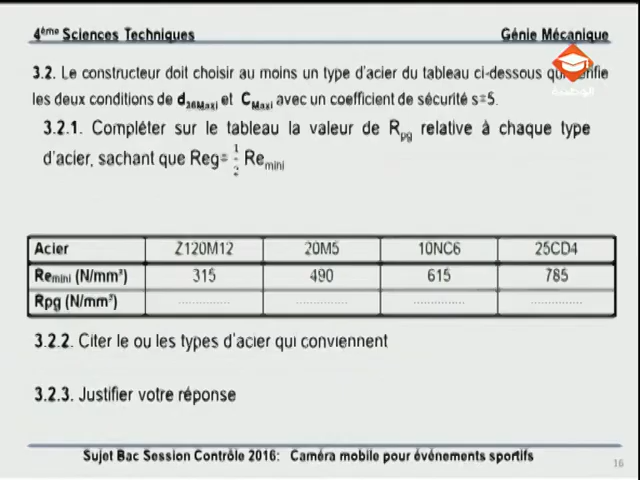 4ème Sciences Techniques Génie Mécanique
3.2. Le constructeur doit choisir au moins un type d'acier du tableau ci-dessous qui vérifie
les deux conditions de d26Maxi et CMaxi avec un coefficient de sécurité s=5.
3.2.1. Compléter sur le tableau la valeur de Rpg relative à chaque type
d'acier, sachant que Reg= 1/2 Remini
Acier Z120M12 20M5 10NC6 25CD4
Remini (N/mm²) 315 490 615 785
Rpg (N/mm²) .............. .............. .............. ..............
3.2.2. Citer le ou les types d'acier qui conviennent
3.2.3. Justifier votre réponse
Sujet Bac Session Contrôle 2016: Caméra mobile pour événements sportifs
16
الوطنية